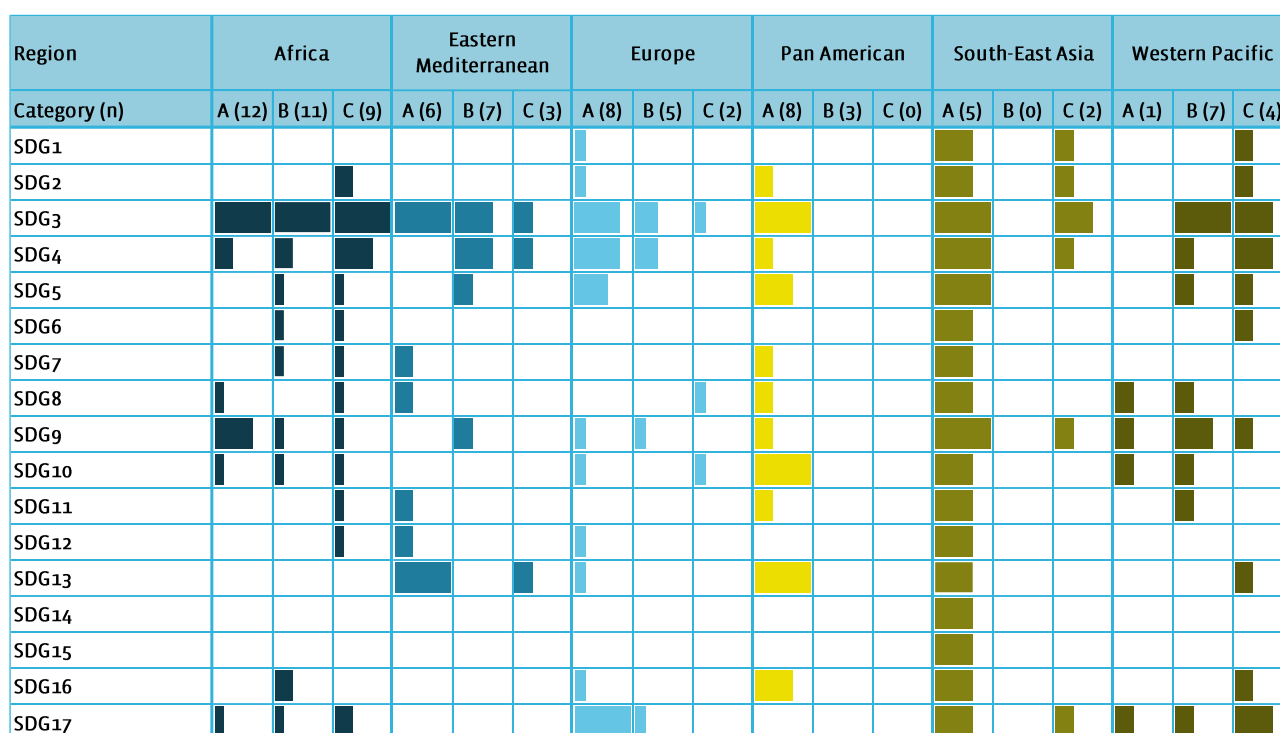 Region Africa Eastern Mediterranean Europe Pan American South-East Asia Western Pacific
Category (n) A (12) B (11) C (9) A (6) B (7) C (3) A (8) B (5) C (2) A (8) B (3) C (0) A (5) B (0) C (2) A (1) B (7) C (4)
SDG1
SDG2
SDG3
SDG4
SDG5
SDG6
SDG7
SDG8
SDG9
SDG10
SDG11
SDG12
SDG13
SDG14
SDG15
SDG16
SDG17